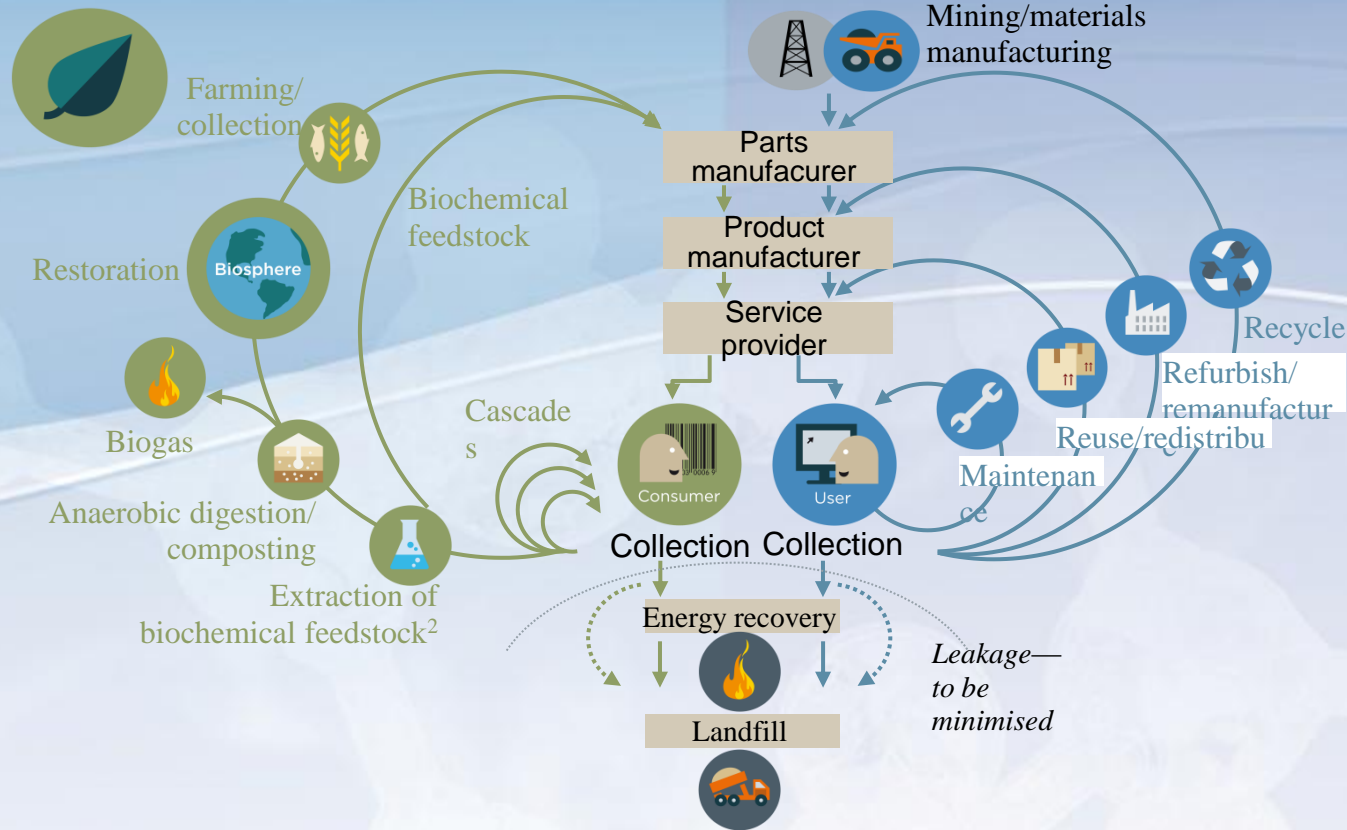 Mining/materials
manufacturing
Farming/
collection
Parts
manufacurer
Biochemical
feedstock
Product
manufacturer
Restoration
Biosphere
Service
provider
Recycle
Refurbish/
remanufactur
Reuse/redistribu
Maintenan
ce
Cascade
s
Biogas
Consumer
User
Anaerobic digestion/
composting
Collection
Collection
Extraction of
biochemical feedstock2
Energy recovery
Leakage—
to be
minimised
Landfill